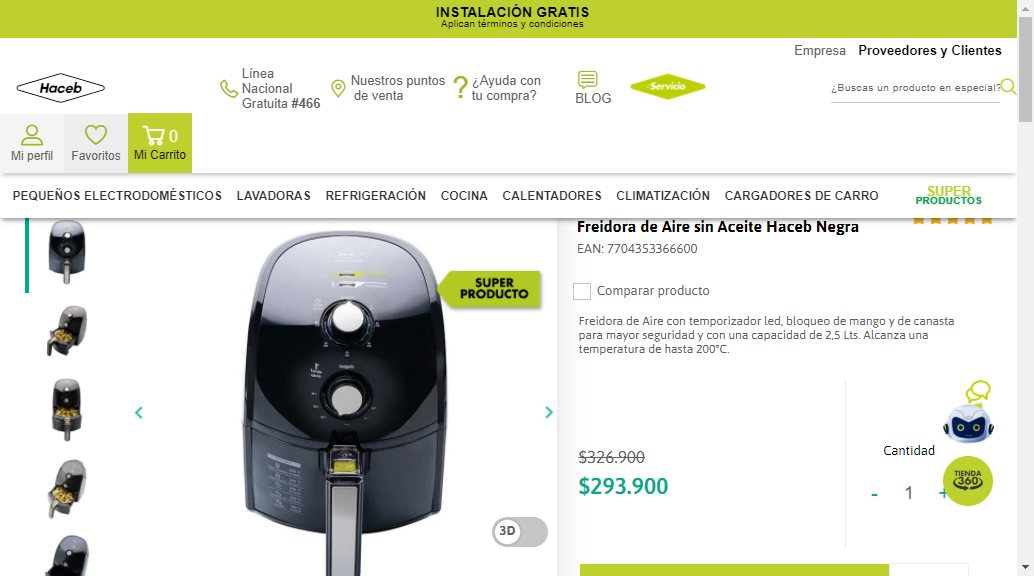 INSTALACIÓN GRATIS
Aplican términos y condiciones
Empresa Proveedores y Clientes
Haceb
Línea
Nacional
Gratuita #466
Nuestros puntos
de venta
¿Ayuda con
tu compra?
BLOG
Servicio
¿Buscas un producto en especial?
Mi perfil
Favoritos
0
Mi Carrito
PEQUEÑOS ELECTRODOMÉSTICOS LAVADORAS REFRIGERACIÓN COCINA CALENTADORES CLIMATIZACIÓN CARGADORES DE CARRO
SUPER
PRODUCTOS
Freidora de Aire sin Aceite Haceb Negra
EAN: 7704353366600
SUPER
PRODUCTO
Comparar producto
Freidora de Aire con temporizador led, bloqueo de mango y de canasta
para mayor seguridad y con una capacidad de 2,5 Lts. Alcanza una
temperatura de hasta 200°C.
$326.900
$293.900
Cantidad
- 1 +
TIENDA
360
3D